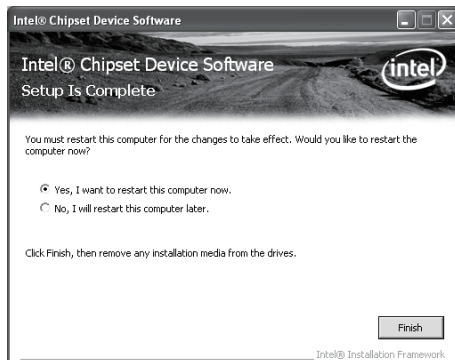 Intel® Chipset Device Software
Intel® Chipset Device Software
intel
Setup Is Complete
You must restart this computer for the changes to take effect. Would you like to restart the
computer now?
Yes, I want to restart this computer now.
No, I will restart this computer later.
Click Finish, then remove any installation media from the drives.
Finish
Intel® Installation Framework